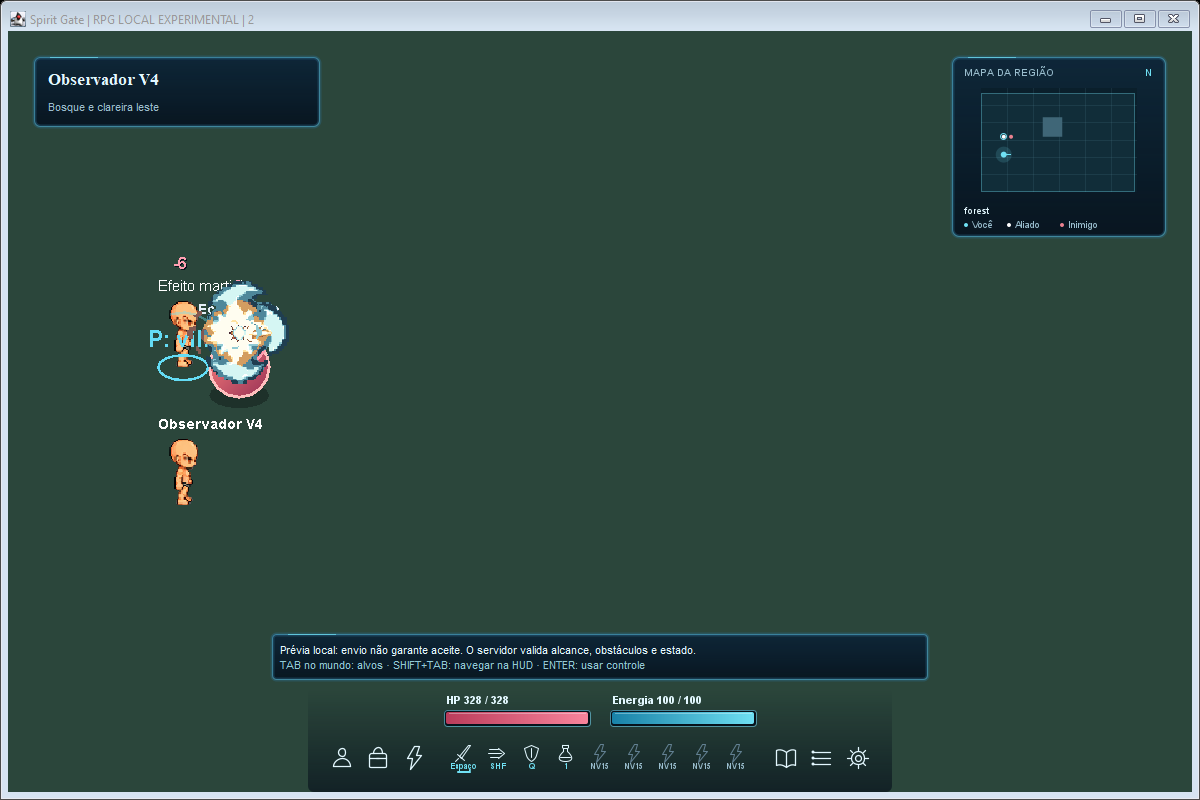 Spirit Gate | RPG LOCAL EXPERIMENTAL | 2
Observador V4
Bosque e clareira leste
MAPA DA REGIÃO
N
forest
Você
Aliado
Inimigo
-6
Efeito
P:
Observador V4
Prévia local: envio não garante aceite. O servidor valida alcance, obstáculos e estado.
TAB no mundo: alvos · SHIFT+TAB: navegar na HUD · ENTER: usar controle
HP 328 / 328
Energia 100 / 100
Espaço
SHF
Q
1
NV15
NV15
NV15
NV15
NV15